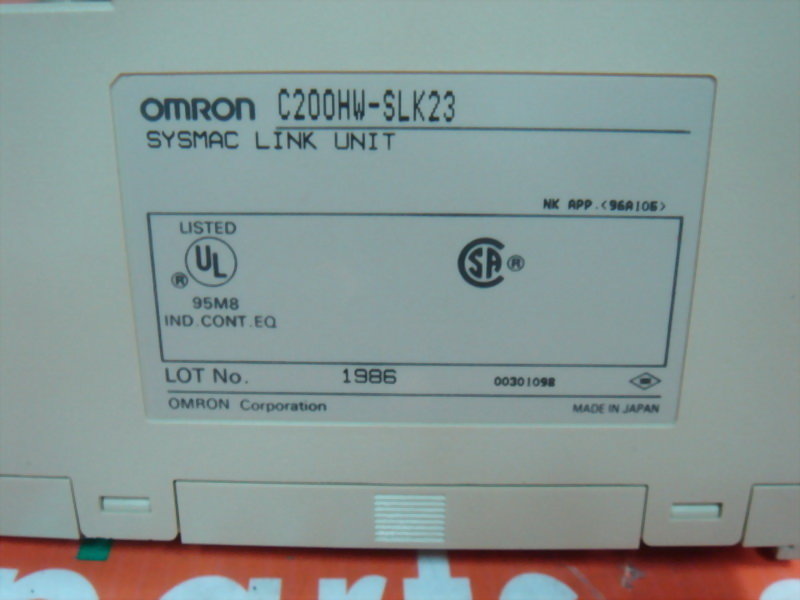 OMRON C200HW-SLK23
SYSMAC LINK UNIT
NK APP.<96A105>
LISTED
UL
®
95M8
IND.CONT.EQ
SA ®
LOT No. 1986 00301098
OMRON Corporation MADE IN JAPAN
parts